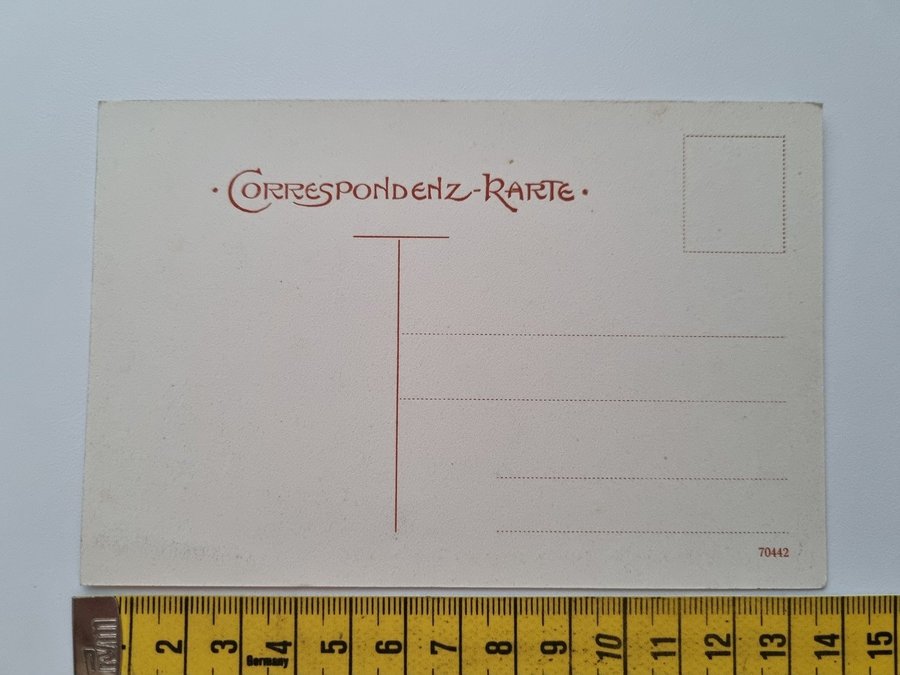 · CORRESPONDENZ-KARTE ·
70442
2 3 4 5 6 7 8 9 10 11 12 13 14 15
Germany